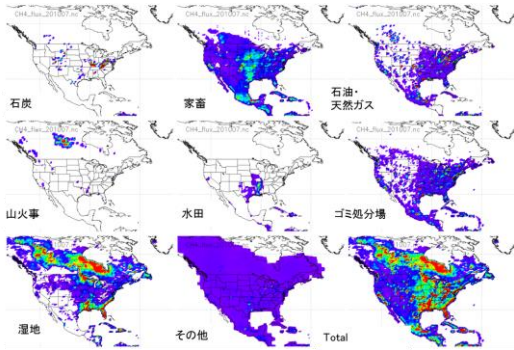 CH4_flux_201007.nc
CH4_flux_201007.nc
CH4_flux_201007.nc
石炭
家畜
石油・
天然ガス
CH4_flux_201007.nc
CH4_flux_201007.nc
CH4_flux_201007.nc
山火事
水田
ゴミ処分場
湿地
その他
Total